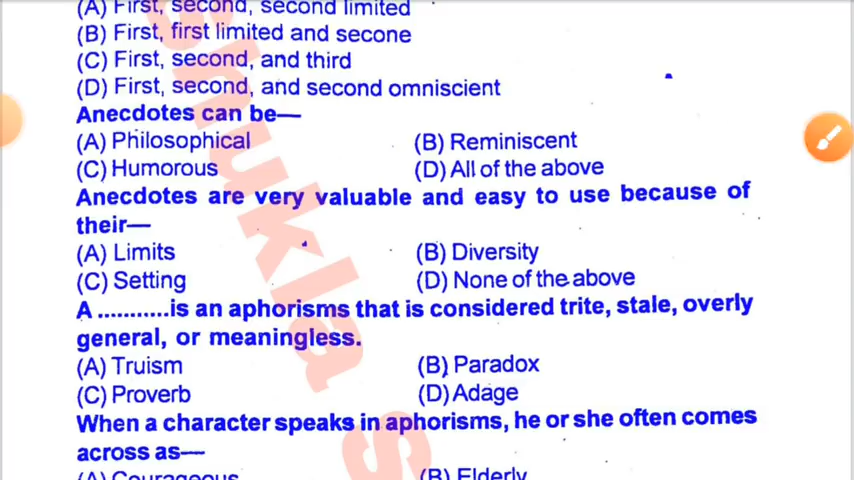 (A) First, second, second limited
(B) First, first limited and secone
(C) First, second, and third
(D) First, second, and second omniscient
Anecdotes can be—
(A) Philosophical (B) Reminiscent
(C) Humorous (D) All of the above
Anecdotes are very valuable and easy to use because of
their—
(A) Limits (B) Diversity
(C) Setting (D) None of the above
A ...........is an aphorisms that is considered trite, stale, overly
general, or meaningless.
(A) Truism (B) Paradox
(C) Proverb (D) Adage
When a character speaks in aphorisms, he or she often comes
across as—
(A) Courageous (B) Elderly
shukla S